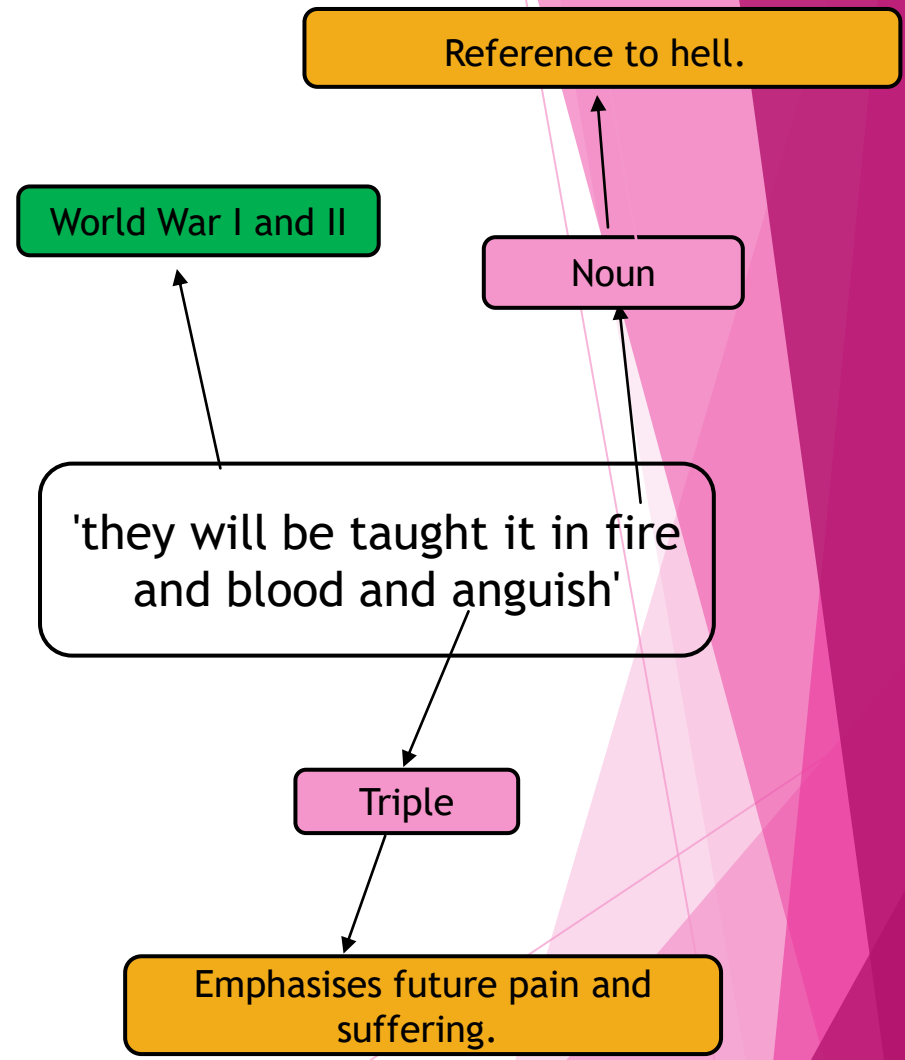 Reference to hell.
World War I and II
Noun
'they will be taught it in fire
and blood and anguish'
Triple
Emphasises future pain and
suffering.